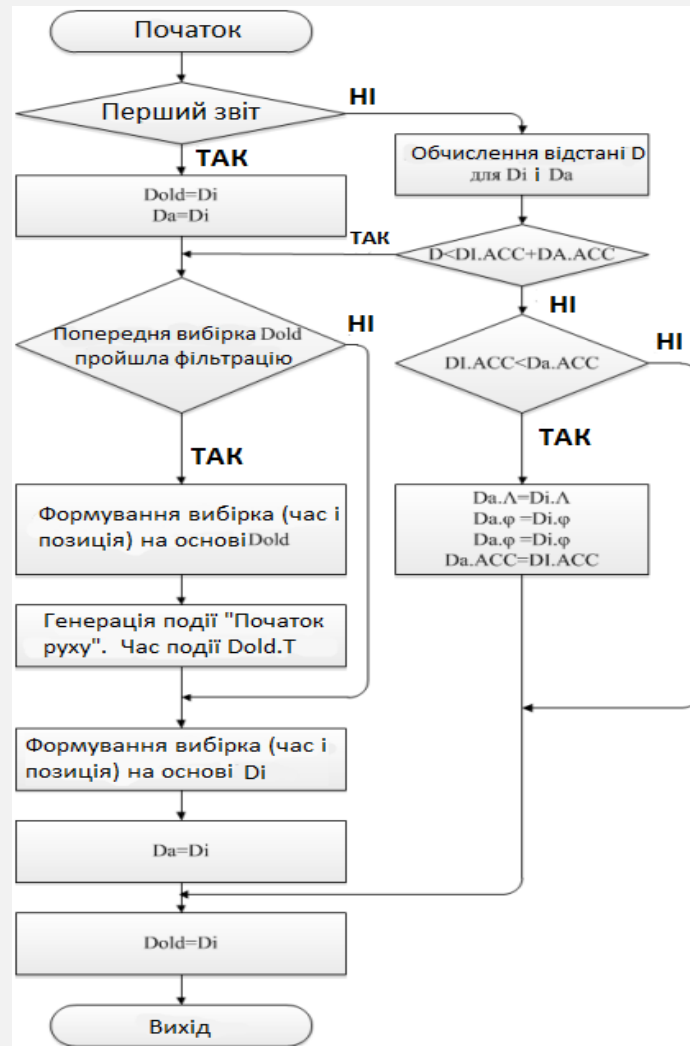 Початок
Перший звіт
НІ
ТАК
Обчислення відстані D
для Di і Da
Dold=Di
Da=Di
ТАК
D<DI.ACC+DA.ACC
НІ
Попередня вибірка Dold
пройшла фільтрацію
НІ
DI.ACC<Da.ACC
НІ
ТАК
ТАК
Формування вибірка (час і
позиція) на основі Dold
Da.Λ=Di.Λ
Da.φ =Di.φ
Da.φ =Di.φ
Da.ACC=DI.ACC
Генерація події "Початок
руху". Час події Dold.T
Формування вибірка (час і
позиція) на основі Di
Da=Di
Dold=Di
Вихід